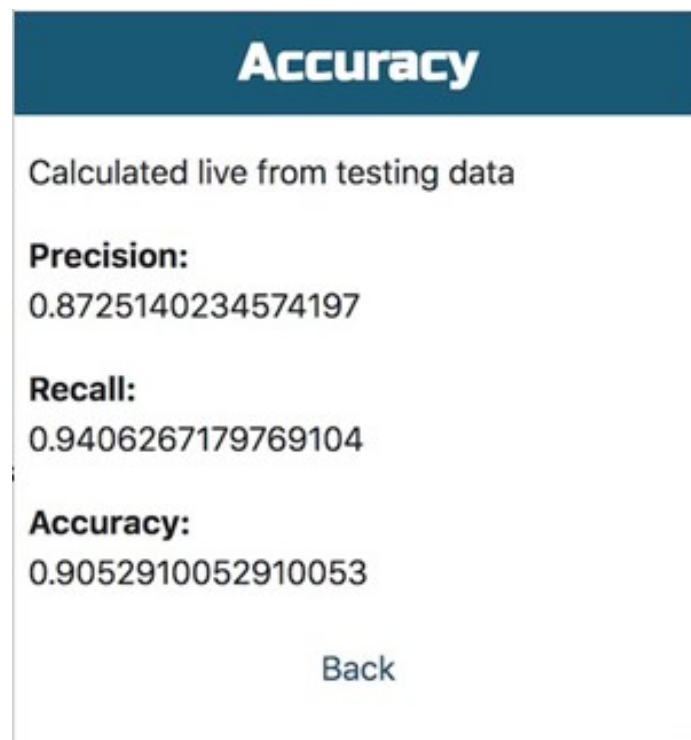 Accuracy
Calculated live from testing data
Precision:
0.8725140234574197
Recall:
0.9406267179769104
Accuracy:
0.9052910052910053
Back